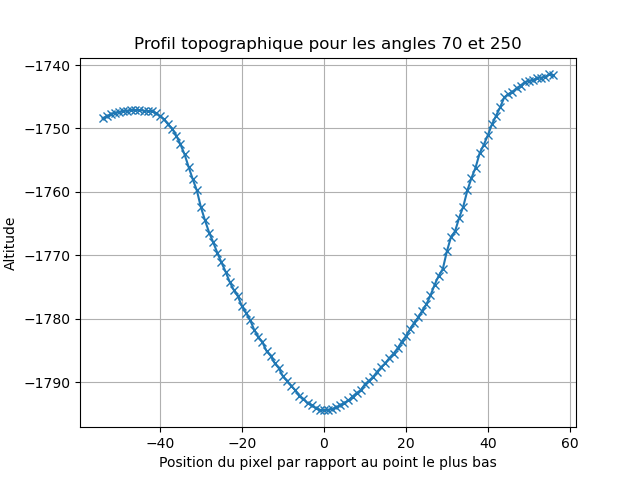 Profil topographique pour les angles 70 et 250
−1740
−1750
−1760
−1770
−1780
−1790
Altitude
−40 −20 0 20 40 60
Position du pixel par rapport au point le plus bas